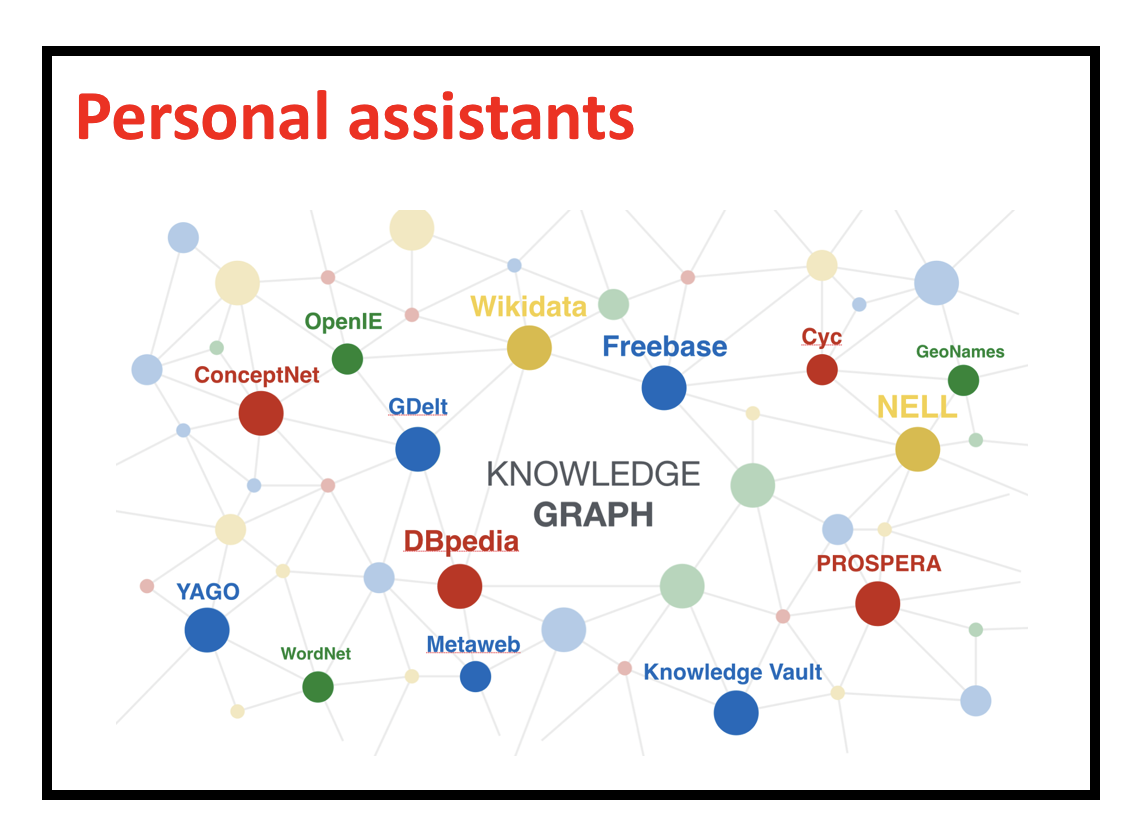 Personal assistants
Wikidata
OpenIE
Freebase
Cyc
GeoNames
ConceptNet
GDelt
NELL
KNOWLEDGE
GRAPH
DBpedia
PROSPERA
YAGO
Metaweb
WordNet
Knowledge Vault